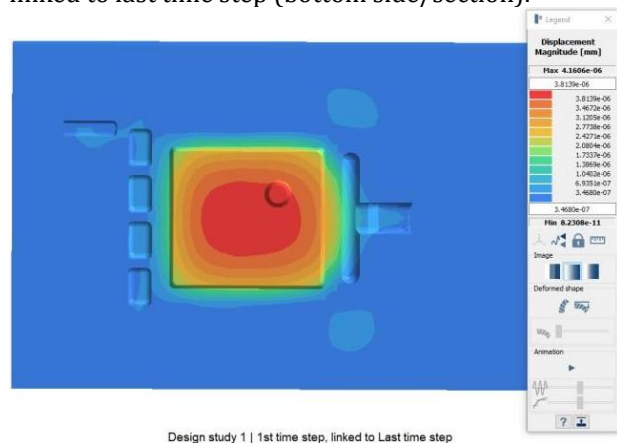 linked to last time step (bottom side/section).
Legend
Displacement
Magnitude [mm]
Max 4.1606e-06
3.8139e-06
3.8139e-06
3.4672e-06
3.1205e-06
2.7738e-06
2.4271e-06
2.0804e-06
1.7337e-06
1.3869e-06
1.0402e-06
6.9351e-07
3.4680e-07
3.4680e-07
Min 8.2308e-11
Image
Deformed shape
Animation
?
Design study 1 | 1st time step, linked to Last time step